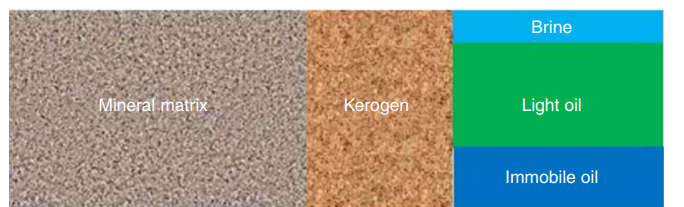 Brine
Mineral matrix
Kerogen
Light oil
Immobile oil